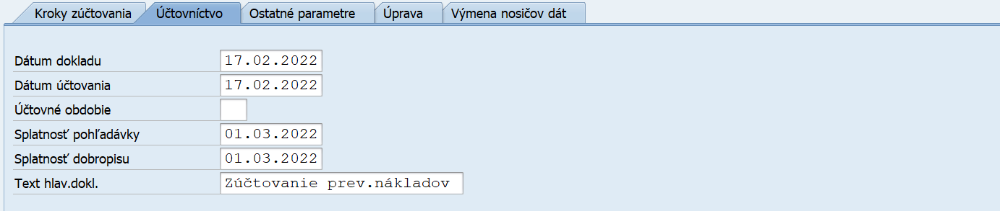 Kroky zúčtovania Účtovníctvo Ostatné parametre Úprava Výmena nosičov dát
Dátum dokladu 17.02.2022
Dátum účtovania 17.02.2022
Účtovné obdobie
Splatnosť pohľadávky 01.03.2022
Splatnosť dobropisu 01.03.2022
Text hlav.dokl. Zúčtovanie prev.nákladov